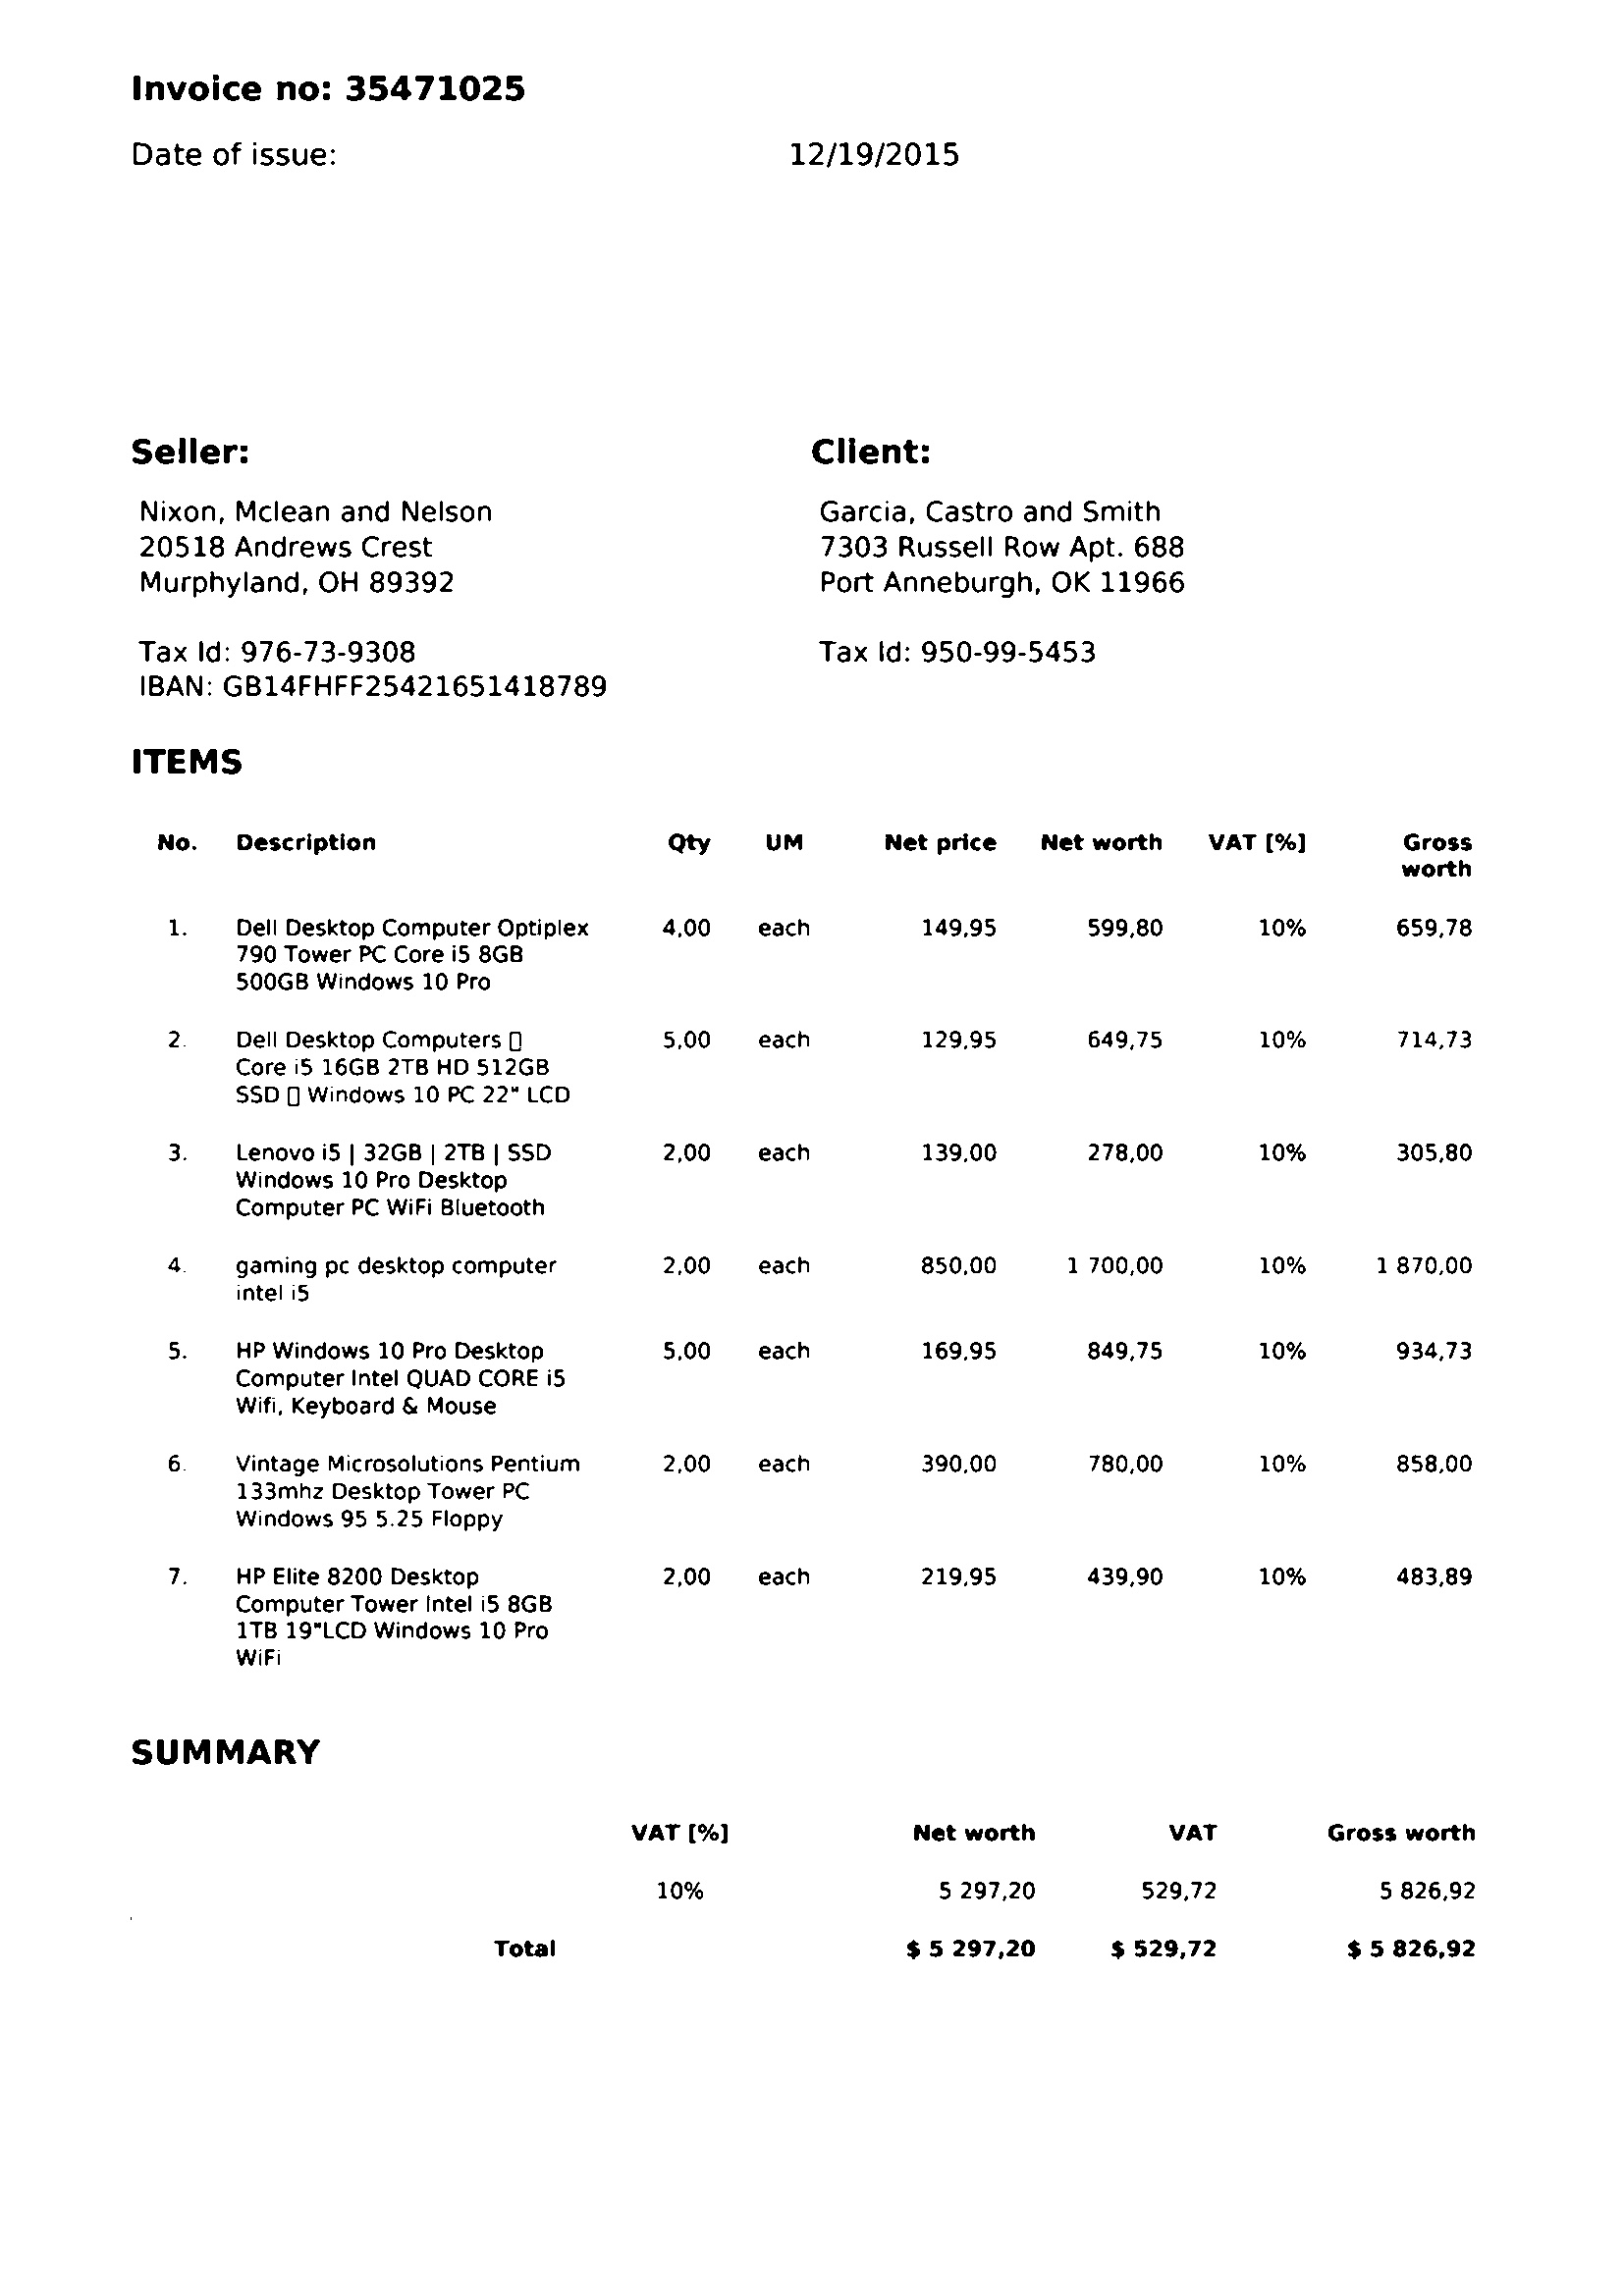 Invoice no: 35471025
Date of issue: 12/19/2015
Seller: Client:
Nixon, Mclean and Nelson Garcia, Castro and Smith
20518 Andrews Crest 7303 Russell Row Apt. 688
Murphyland, OH 89392 Port Anneburgh, OK 11966
Tax Id: 976-73-9308 Tax Id: 950-99-5453
IBAN: GB14FHFF25421651418789
ITEMS
No. Description Qty UM Net price Net worth VAT [%] Gross
worth
1. Dell Desktop Computer Optiplex 4,00 each 149,95 599,80 10% 659,78
790 Tower PC Core i5 8GB
500GB Windows 10 Pro
2. Dell Desktop Computers ▯ 5,00 each 129,95 649,75 10% 714,73
Core i5 16GB 2TB HD 512GB
SSD ▯ Windows 10 PC 22" LCD
3. Lenovo i5 | 32GB | 2TB | SSD 2,00 each 139,00 278,00 10% 305,80
Windows 10 Pro Desktop
Computer PC WiFi Bluetooth
4. gaming pc desktop computer 2,00 each 850,00 1 700,00 10% 1 870,00
intel i5
5. HP Windows 10 Pro Desktop 5,00 each 169,95 849,75 10% 934,73
Computer Intel QUAD CORE i5
Wifi, Keyboard & Mouse
6. Vintage Microsolutions Pentium 2,00 each 390,00 780,00 10% 858,00
133mhz Desktop Tower PC
Windows 95 5.25 Floppy
7. HP Elite 8200 Desktop 2,00 each 219,95 439,90 10% 483,89
Computer Tower Intel i5 8GB
1TB 19"LCD Windows 10 Pro
WiFi
SUMMARY
VAT [%] Net worth VAT Gross worth
10% 5 297,20 529,72 5 826,92
Total $ 5 297,20 $ 529,72 $ 5 826,92